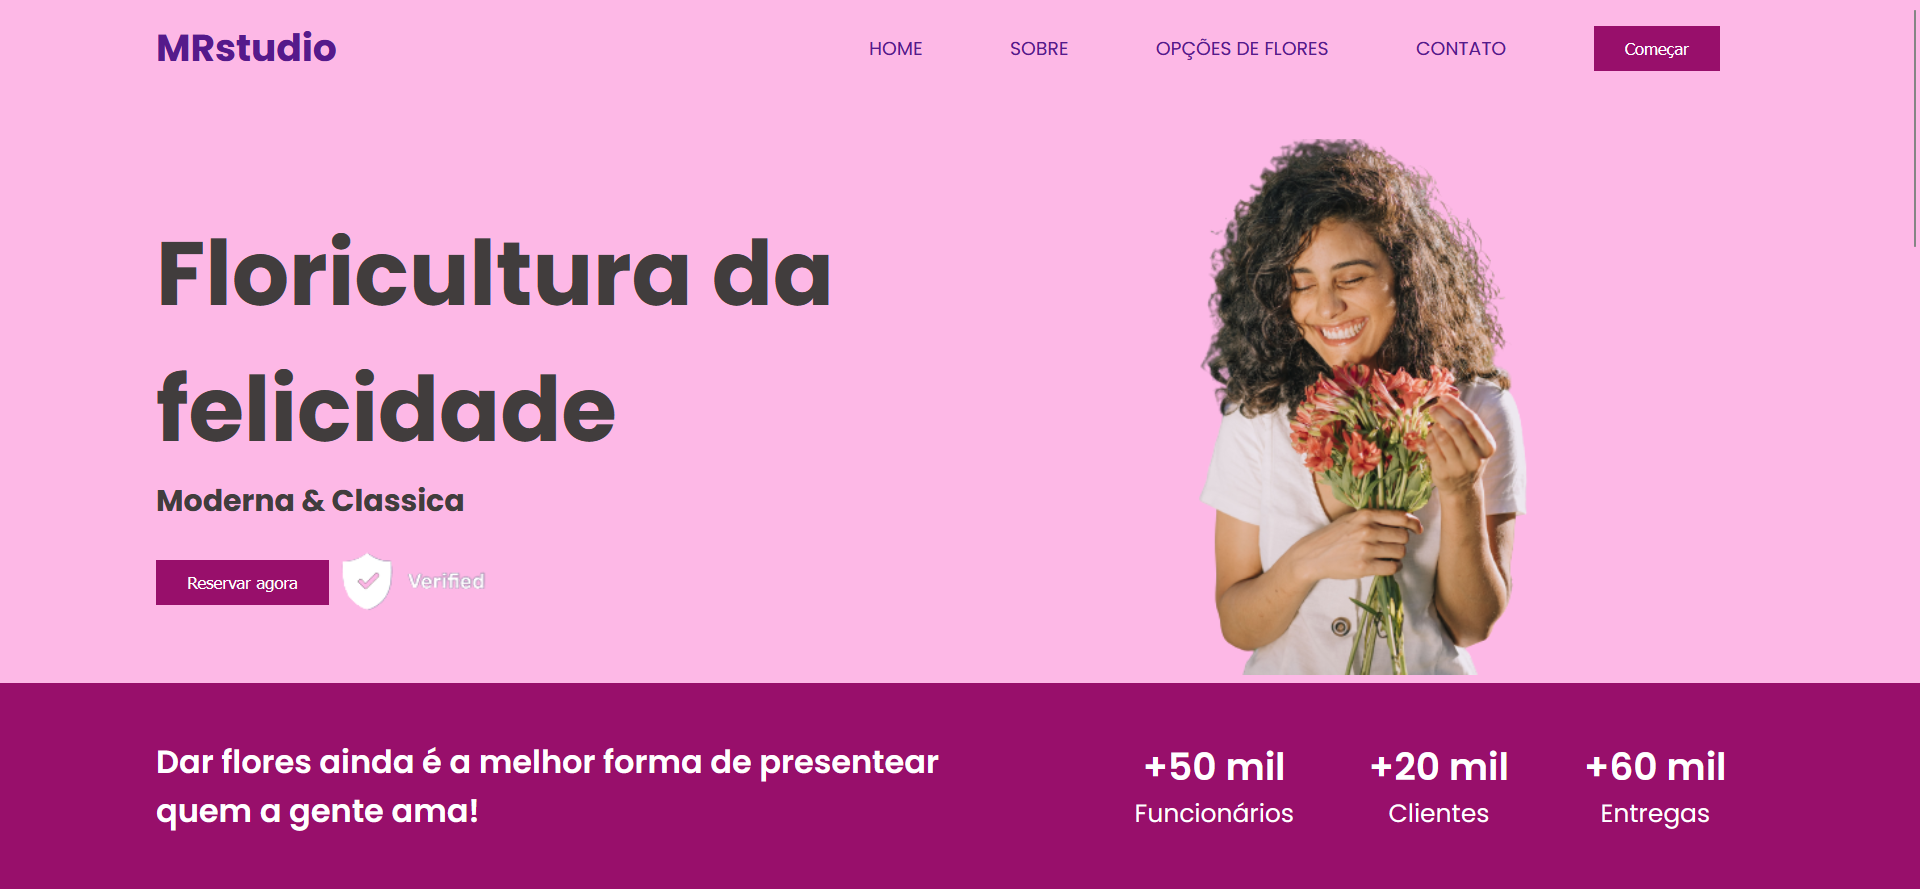 MRstudio
HOME
SOBRE
OPÇÕES DE FLORES
CONTATO
Começar
Floricultura da
felicidade
Moderna & Classica
Reservar agora
Verified
Dar flores ainda é a melhor forma de presentear
quem a gente ama!
+50 mil
Funcionários
+20 mil
Clientes
+60 mil
Entregas